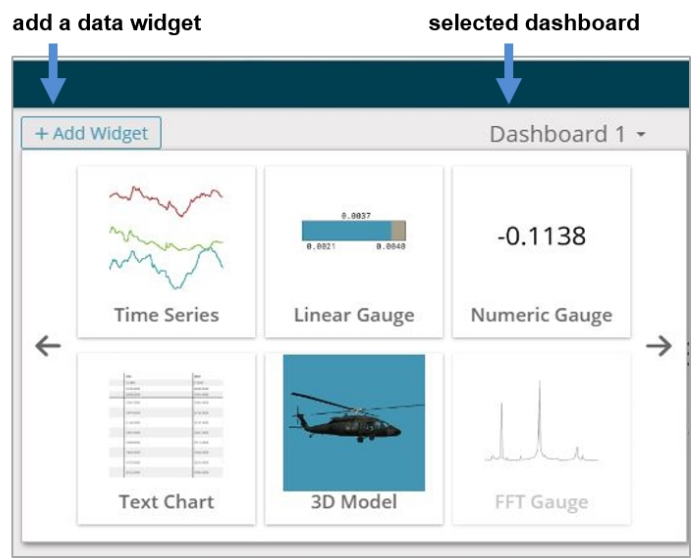 add a data widget
selected dashboard
+ Add Widget
Dashboard 1
0.0037
0.0021
0.0040
-0.1138
Time Series
Linear Gauge
Numeric Gauge
Text Chart
3D Model
FFT Gauge